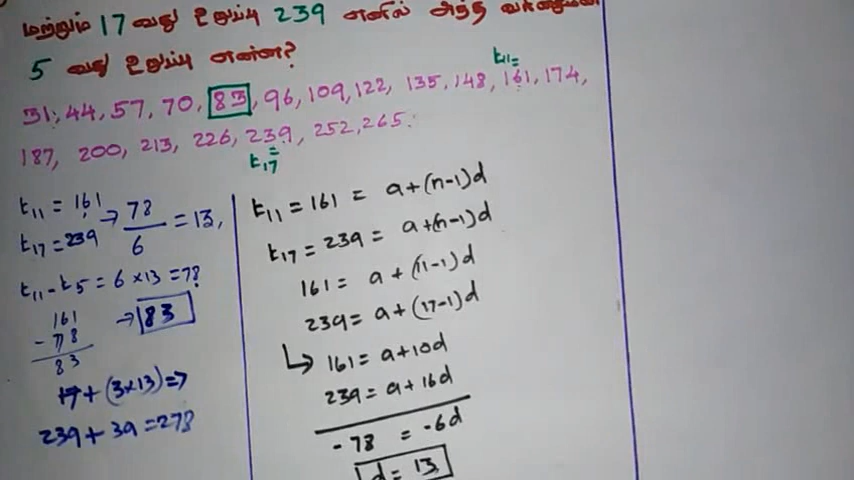 மற்றும் 17 வது உறுப்பு 239 எனில் அந்த
5 வது உறுப்பு என்ன?
t11=
31, 44, 57, 70, 83, 96, 109, 122, 135, 148, 161, 174,
187, 200, 213, 226, 239, 252, 265.
t17
t11 = 161
t17 = 239 → 78/6 = 13,
t11 - t5 = 6 × 13 = 78
161
- 78
83
→ 83
17 + (3×13) ⇒
239 + 39 = 278
t11 = 161 = a+(n-1)d
t17 = 239 = a+(n-1)d
161 = a + (11-1)d
239 = a + (17-1)d
↳ 161 = a+10d
239 = a + 16d
- 78 = -6d
d = 13